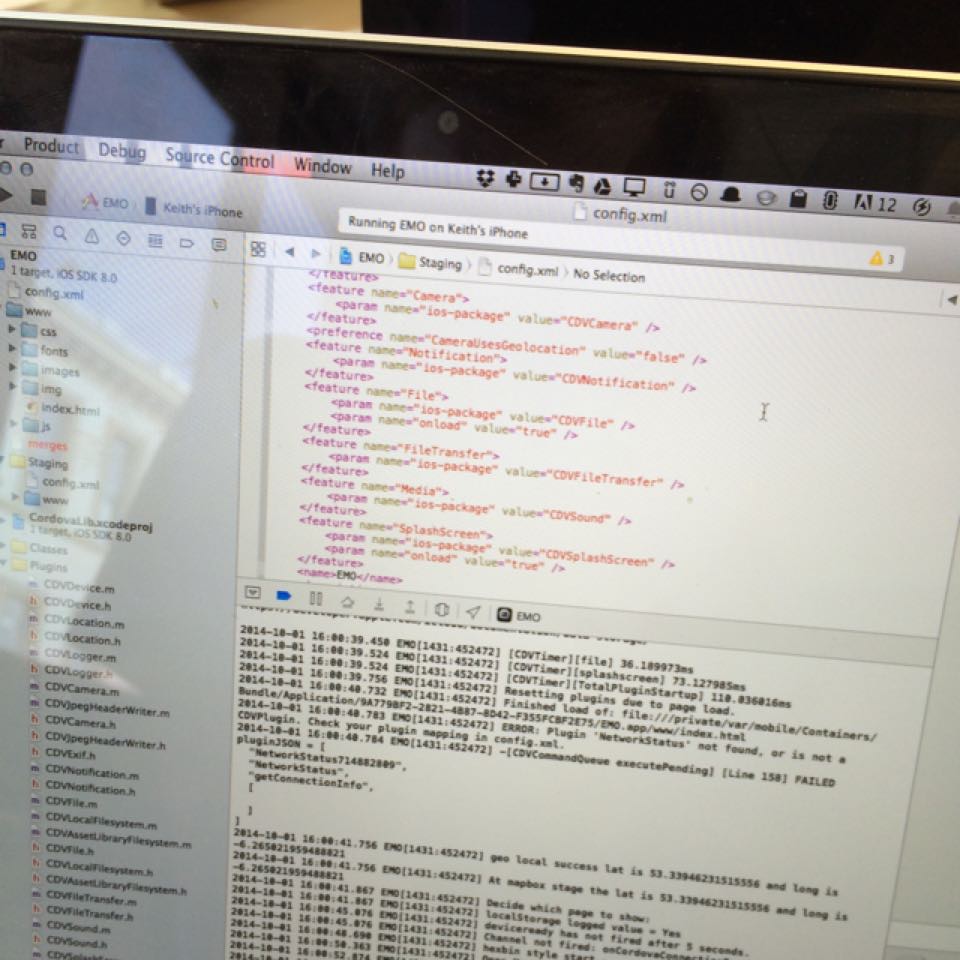 Product Debug Source Control Window Help
12
EMO Keith's iPhone
config.xml
Running EMO on Keith's iPhone
3
EMO Staging config.xml No Selection
EMO
1 target, iOS SDK 8.0
config.xml
www
css
fonts
images
img
index.html
js
merges
Staging
config.xml
www
CordovaLib.xcodeproj
1 target, iOS SDK 8.0
Classes
Plugins
CDVDevice.m
CDVDevice.h
CDVLocation.m
CDVLocation.h
CDVLogger.m
CDVLogger.h
CDVCamera.m
CDVJpegHeaderWriter.m
CDVCamera.h
CDVJpegHeaderWriter.h
CDVExif.h
CDVNotification.m
CDVNotification.h
CDVFile.m
CDVLocalFilesystem.m
CDVAssetLibraryFilesystem.m
CDVFile.h
CDVLocalFilesystem.h
CDVAssetLibraryFilesystem.h
CDVFileTransfer.m
CDVFileTransfer.h
CDVSound.m
CDVSound.h
</feature>
<feature name="Camera">
<param name="ios-package" value="CDVCamera" />
</feature>
<preference name="CameraUsesGeolocation" value="false" />
<feature name="Notification">
<param name="ios-package" value="CDVNotification" />
</feature>
<feature name="File">
<param name="ios-package" value="CDVFile" />
<param name="onload" value="true" />
</feature>
<feature name="FileTransfer">
<param name="ios-package" value="CDVFileTransfer" />
</feature>
<feature name="Media">
<param name="ios-package" value="CDVSound" />
</feature>
<feature name="SplashScreen">
<param name="ios-package" value="CDVSplashScreen" />
<param name="onload" value="true" />
</feature>
<name>EMO</name>
EMO
2014-10-01 16:00:39.450 EMO[1431:452472] [CDVTimer][file] 36.189973ms
2014-10-01 16:00:39.524 EMO[1431:452472] [CDVTimer][splashscreen] 73.127985ms
2014-10-01 16:00:39.524 EMO[1431:452472] [CDVTimer][TotalPluginStartup] 110.036016ms
2014-10-01 16:00:39.756 EMO[1431:452472] Resetting plugins due to page load.
2014-10-01 16:00:40.732 EMO[1431:452472] Finished load of: file:///private/var/mobile/Containers/
Bundle/Application/9A779BF2-2821-4B87-8D42-F355FCBF2E75/EMO.app/www/index.html
2014-10-01 16:00:40.783 EMO[1431:452472] ERROR: Plugin 'NetworkStatus' not found, or is not a
CDVPlugin. Check your plugin mapping in config.xml.
2014-10-01 16:00:40.784 EMO[1431:452472] -[CDVCommandQueue executePending] [Line 158] FAILED
pluginJSON = [
"NetworkStatus714882809",
"NetworkStatus",
"getConnectionInfo",
[
]
]
2014-10-01 16:00:41.756 EMO[1431:452472] geo local success lat is 53.33946231515556 and long is
-6.265021959488821
2014-10-01 16:00:41.756 EMO[1431:452472] At mapbox stage the lat is 53.33946231515556 and long is
-6.265021959488821
2014-10-01 16:00:41.867 EMO[1431:452472] Decide which page to show:
2014-10-01 16:00:41.867 EMO[1431:452472] localStorage logged value = Yes
2014-10-01 16:00:45.076 EMO[1431:452472] deviceready has not fired after 5 seconds.
2014-10-01 16:00:45.076 EMO[1431:452472] Channel not fired:
2014-10-01 16:00:48.690 EMO[1431:452472] hexbin style start
2014-10-01 16:00:50.363
2014-10-01 16:00:52.874